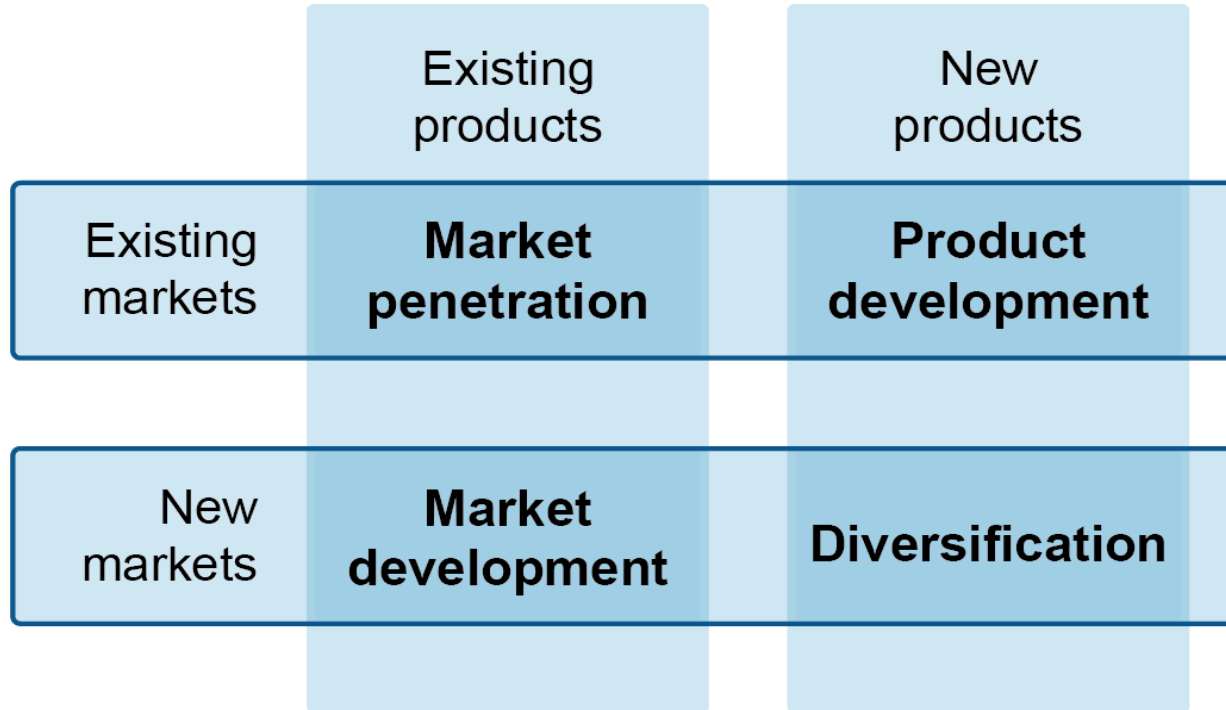 Existing
products
New
products
Existing
markets
Market
penetration
Product
development
New
markets
Market
development
Diversification